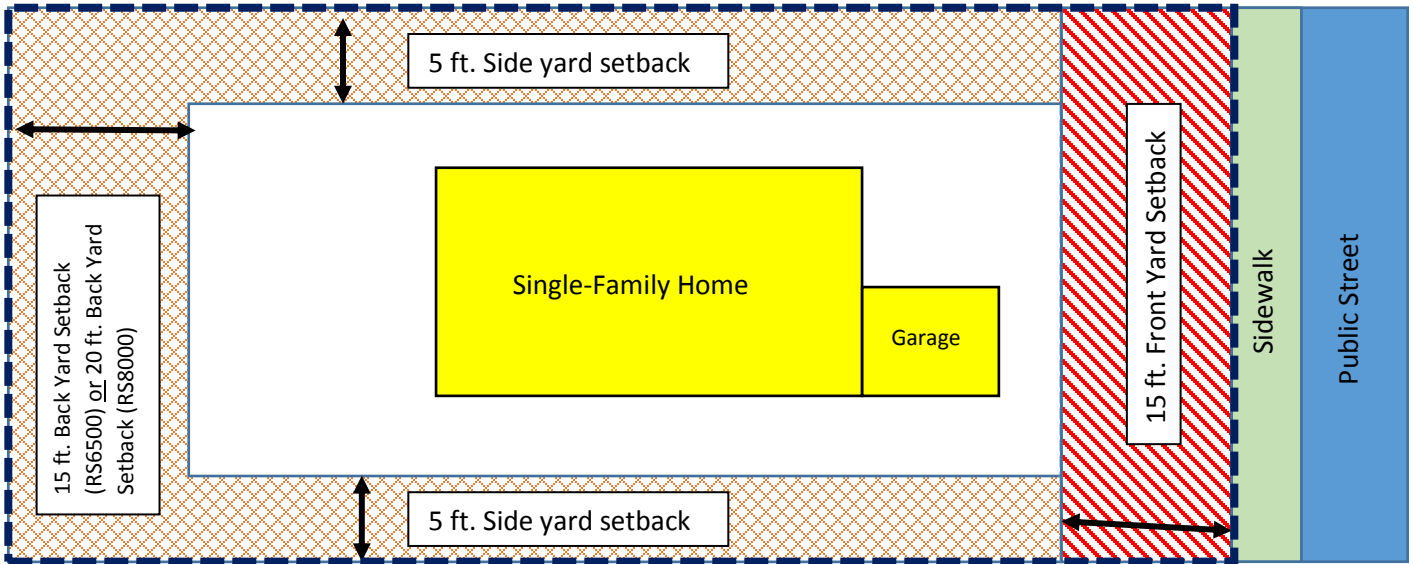 5 ft. Side yard setback
15 ft. Back Yard Setback
(RS6500) or 20 ft. Back Yard
Setback (RS8000)
Single-Family Home
Garage
15 ft. Front Yard Setback
Sidewalk
Public Street
5 ft. Side yard setback